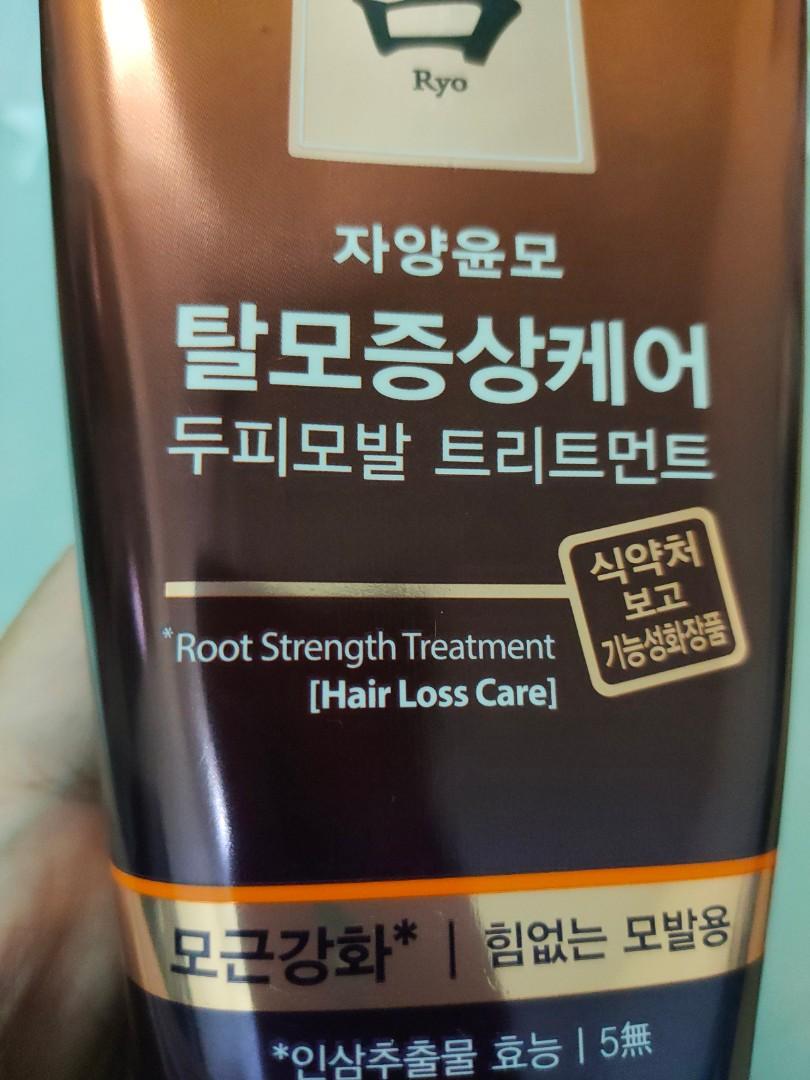 Ryo
자양윤모
탈모증상케어
두피모발 트리트먼트
식약처
보고
기능성화장품
*Root Strength Treatment
[Hair Loss Care]
모근강화* | 힘없는 모발용
*인삼추출물 효능 | 5無